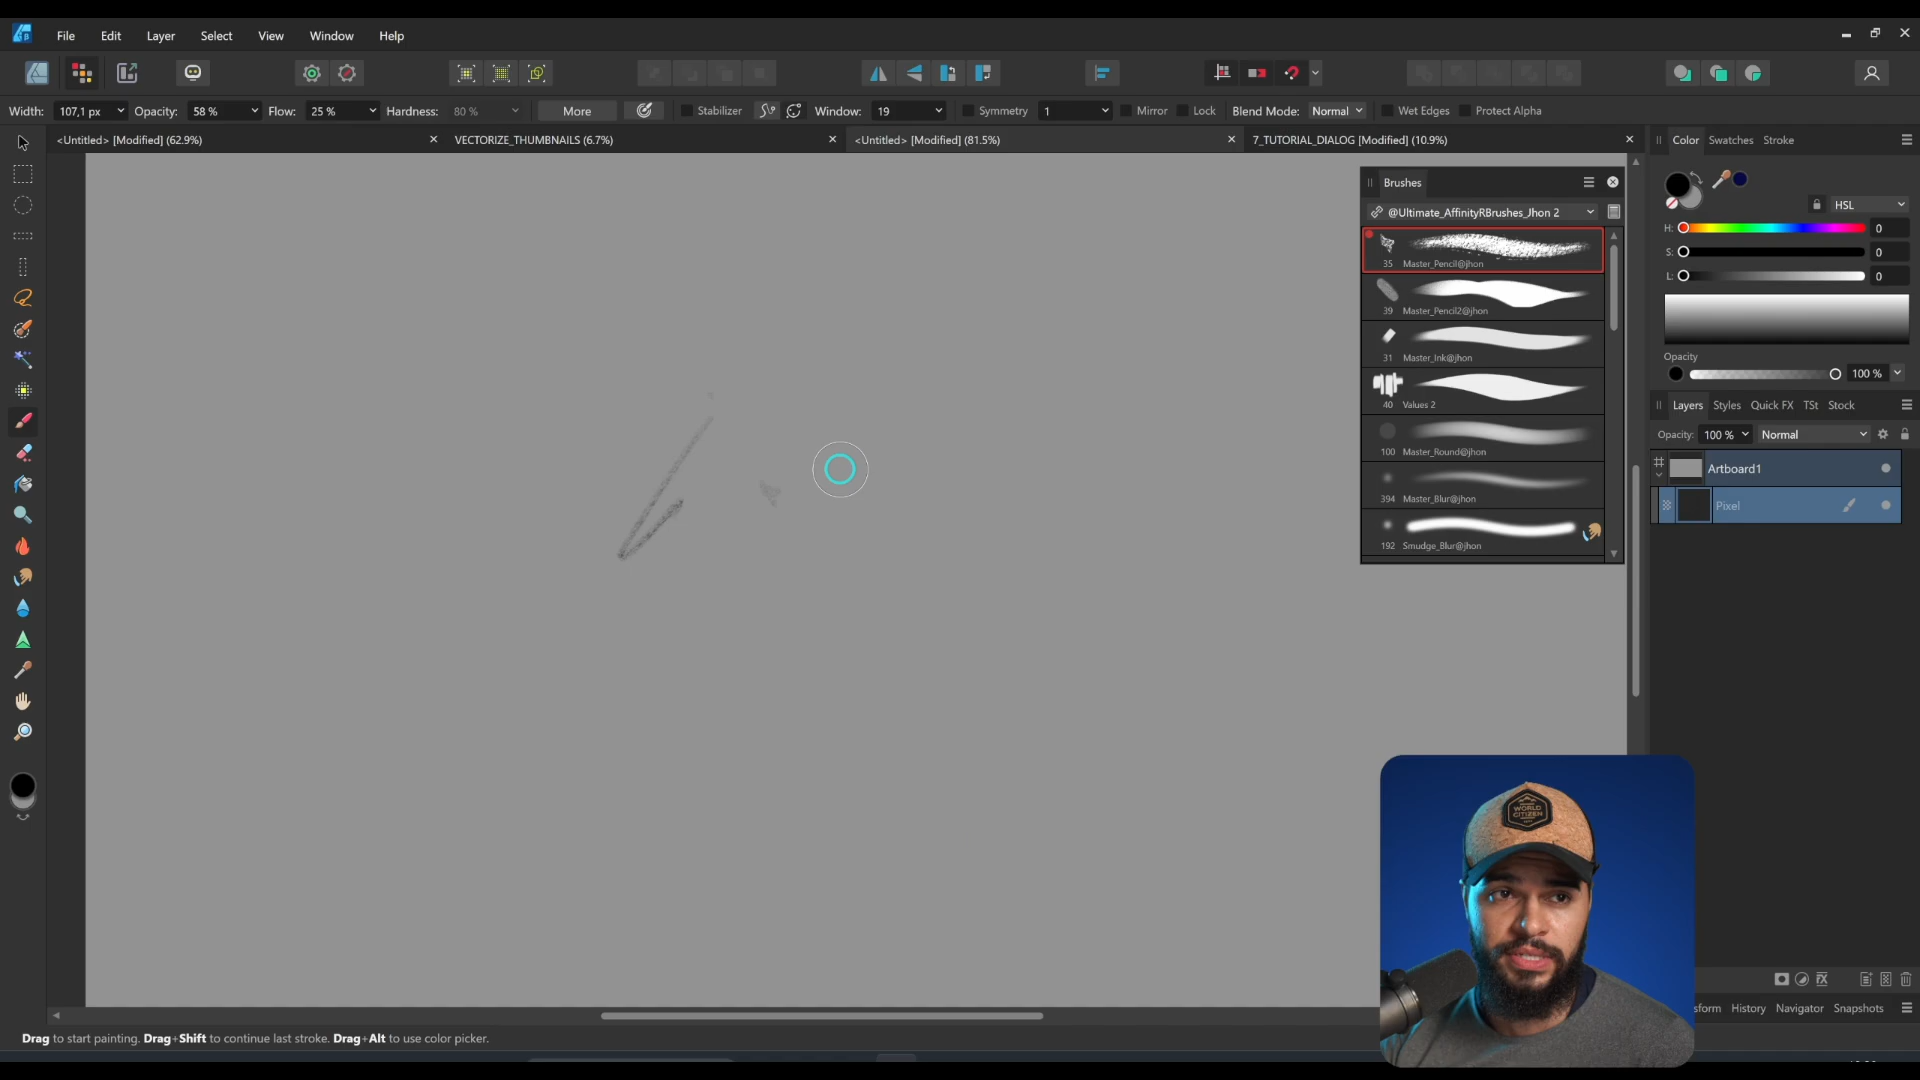 File Edit Layer Select View Window Help
Width: 107,1 px Opacity: 58 % Flow: 25 % Hardness: 80 % More Stabilizer Window: 19 Symmetry 1 Mirror Lock Blend Mode: Normal Wet Edges Protect Alpha
<Untitled> [Modified] (62.9%) VECTORIZE_THUMBNAILS (6.7%) <Untitled> [Modified] (81.5%) 7_TUTORIAL_DIALOG [Modified] (10.9%)
Color Swatches Stroke
HSL
H: 0
S: 0
L: 0
Opacity
100 %
Brushes
@Ultimate_AffinityRBrushes_Jhon 2
35 Master_Pencil@jhon
39 Master_Pencil2@jhon
31 Master_Ink@jhon
40 Values 2
100 Master_Round@jhon
394 Master_Blur@jhon
192 Smudge_Blur@jhon
Layers Styles Quick FX TSt Stock
Opacity: 100 % Normal
Artboard1
Pixel
WORLD
CITIZEN
sform History Navigator Snapshots
Drag to start painting. Drag+Shift to continue last stroke. Drag+Alt to use color picker.